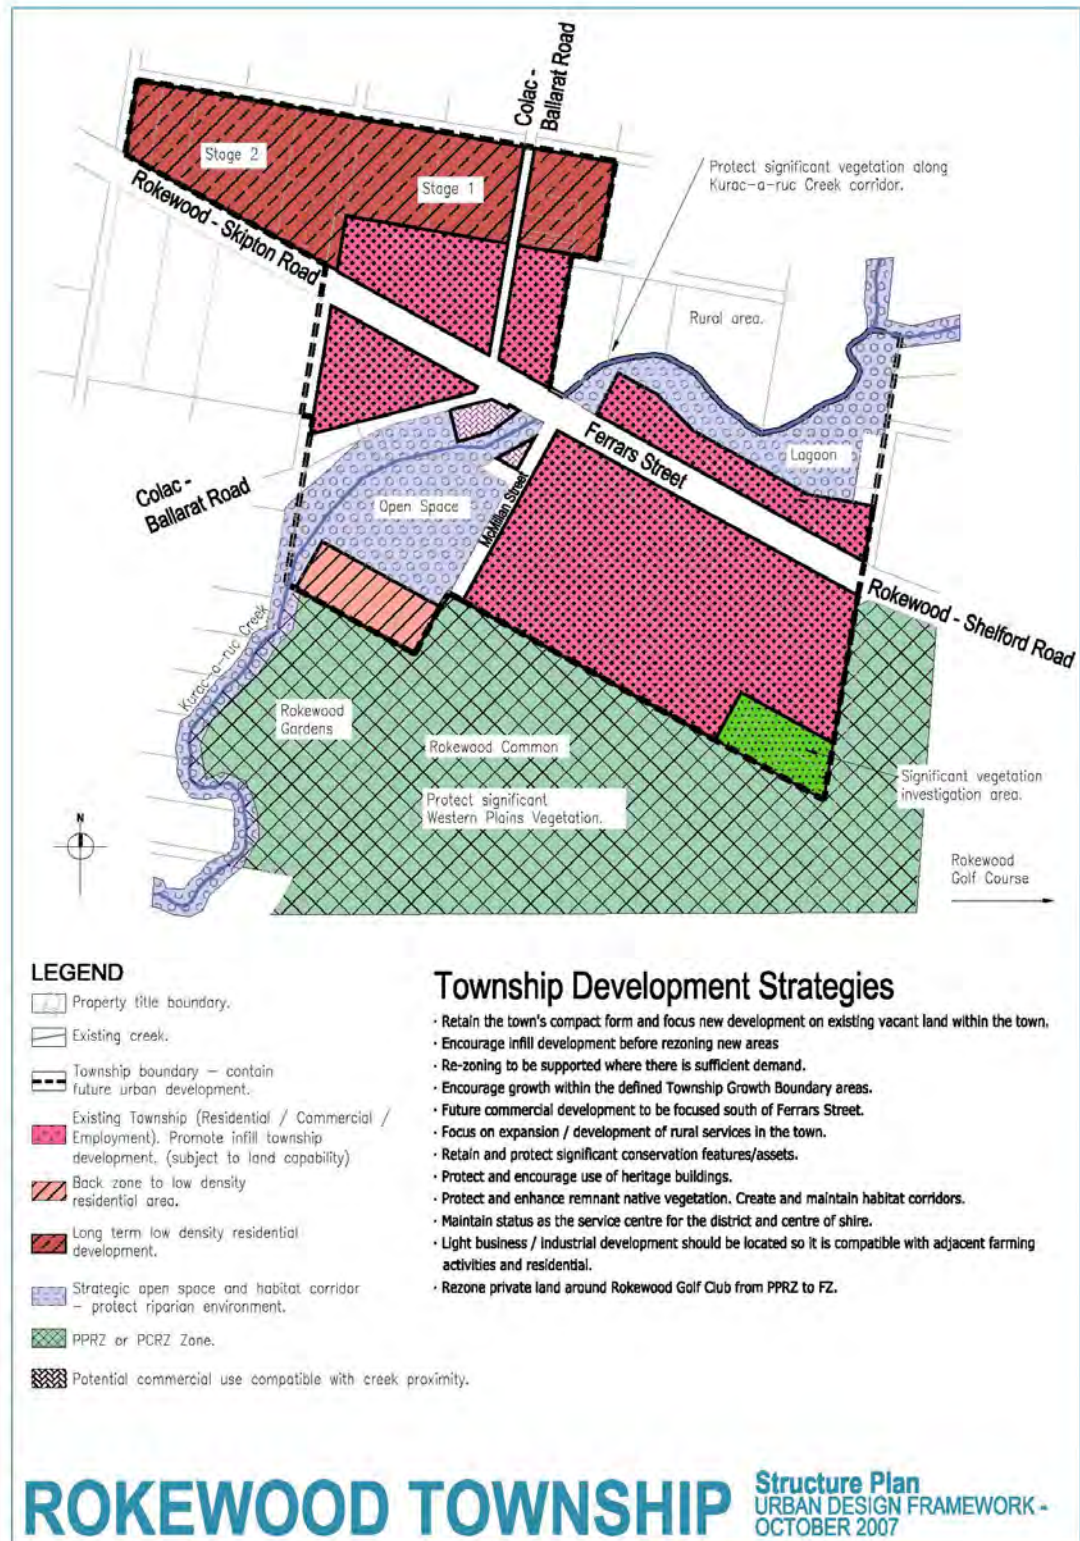 Colac -
Ballarat Road
Stage 2
Stage 1
Protect significant vegetation along
Kurac-a-ruc Creek corridor.
Rokewood - Skipton Road
Rural area.
Ferrars Street
Lagoon
Colac -
Ballarat Road
Open Space
McMillan Street
Rokewood - Shelford Road
Kurac-a-ruc Creek
Rokewood
Gardens
Rokewood Common
Protect significant
Western Plains Vegetation.
Significant vegetation
investigation area.
N
Rokewood
Golf Course
LEGEND
Property title boundary.
Existing creek.
Township boundary – contain
future urban development.
Existing Township (Residential / Commercial /
Employment). Promote infill township
development. (subject to land capability)
Back zone to low density
residential area.
Long term low density residential
development.
Strategic open space and habitat corridor
– protect riparian environment.
PPRZ or PCRZ Zone.
Potential commercial use compatible with creek proximity.
Township Development Strategies
· Retain the town's compact form and focus new development on existing vacant land within the town.
· Encourage infill development before rezoning new areas
· Re-zoning to be supported where there is sufficient demand.
· Encourage growth within the defined Township Growth Boundary areas.
· Future commercial development to be focused south of Ferrars Street.
· Focus on expansion / development of rural services in the town.
· Retain and protect significant conservation features/assets.
· Protect and encourage use of heritage buildings.
· Protect and enhance remnant native vegetation. Create and maintain habitat corridors.
· Maintain status as the service centre for the district and centre of shire.
· Light business / industrial development should be located so it is compatible with adjacent farming
activities and residential.
· Rezone private land around Rokewood Golf Club from PPRZ to FZ.
ROKEWOOD TOWNSHIP
Structure Plan
URBAN DESIGN FRAMEWORK -
OCTOBER 2007